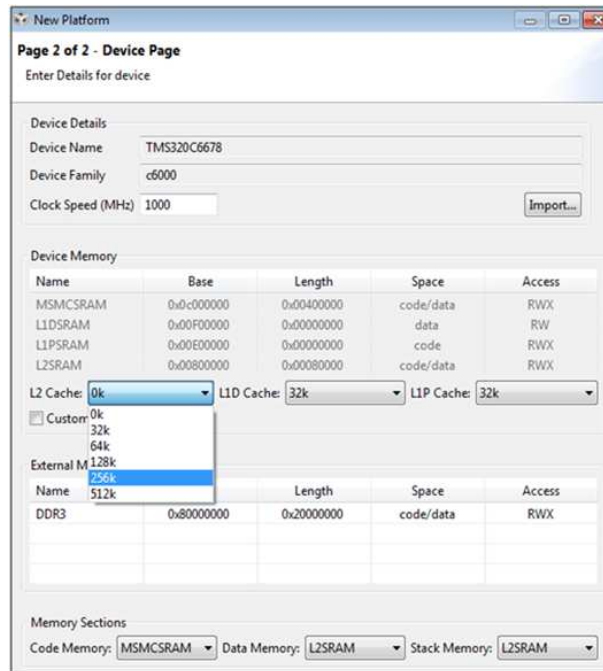 New Platform
Page 2 of 2 - Device Page
Enter Details for device
Device Details
Device Name TMS320C6678
Device Family c6000
Clock Speed (MHz) 1000 Import...
Device Memory
Name Base Length Space Access
MSMCSRAM 0x0c000000 0x00400000 code/data RWX
L1DSRAM 0x00F00000 0x00000000 data RW
L1PSRAM 0x00E00000 0x00000000 code RWX
L2SRAM 0x00800000 0x00080000 code/data RWX
L2 Cache: 0k L1D Cache: 32k L1P Cache: 32k
Custom
0k
32k
64k
128k
256k
512k
External M
Name Length Space Access
DDR3 0x80000000 0x20000000 code/data RWX
Memory Sections
Code Memory: MSMCSRAM Data Memory: L2SRAM Stack Memory: L2SRAM